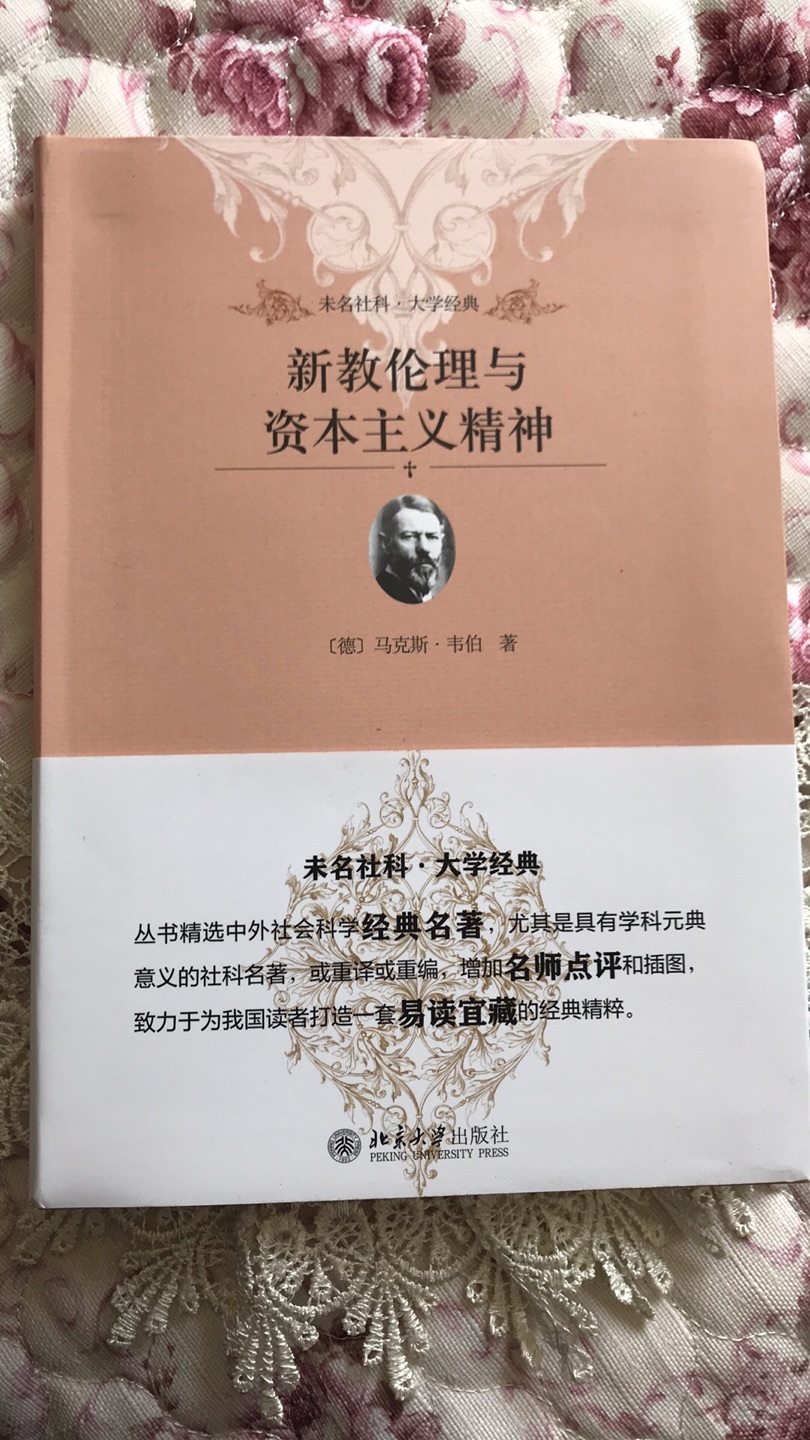 未名社科·大学经典
新教伦理与
资本主义精神
〔德〕马克斯·韦伯 著
未名社科·大学经典
丛书精选中外社会科学经典名著，尤其是具有学科元典
意义的社科名著，或重译或重编，增加名师点评和插图，
致力于为我国读者打造一套易读宜藏的经典精粹。
北京大学出版社
PEKING UNIVERSITY PRESS